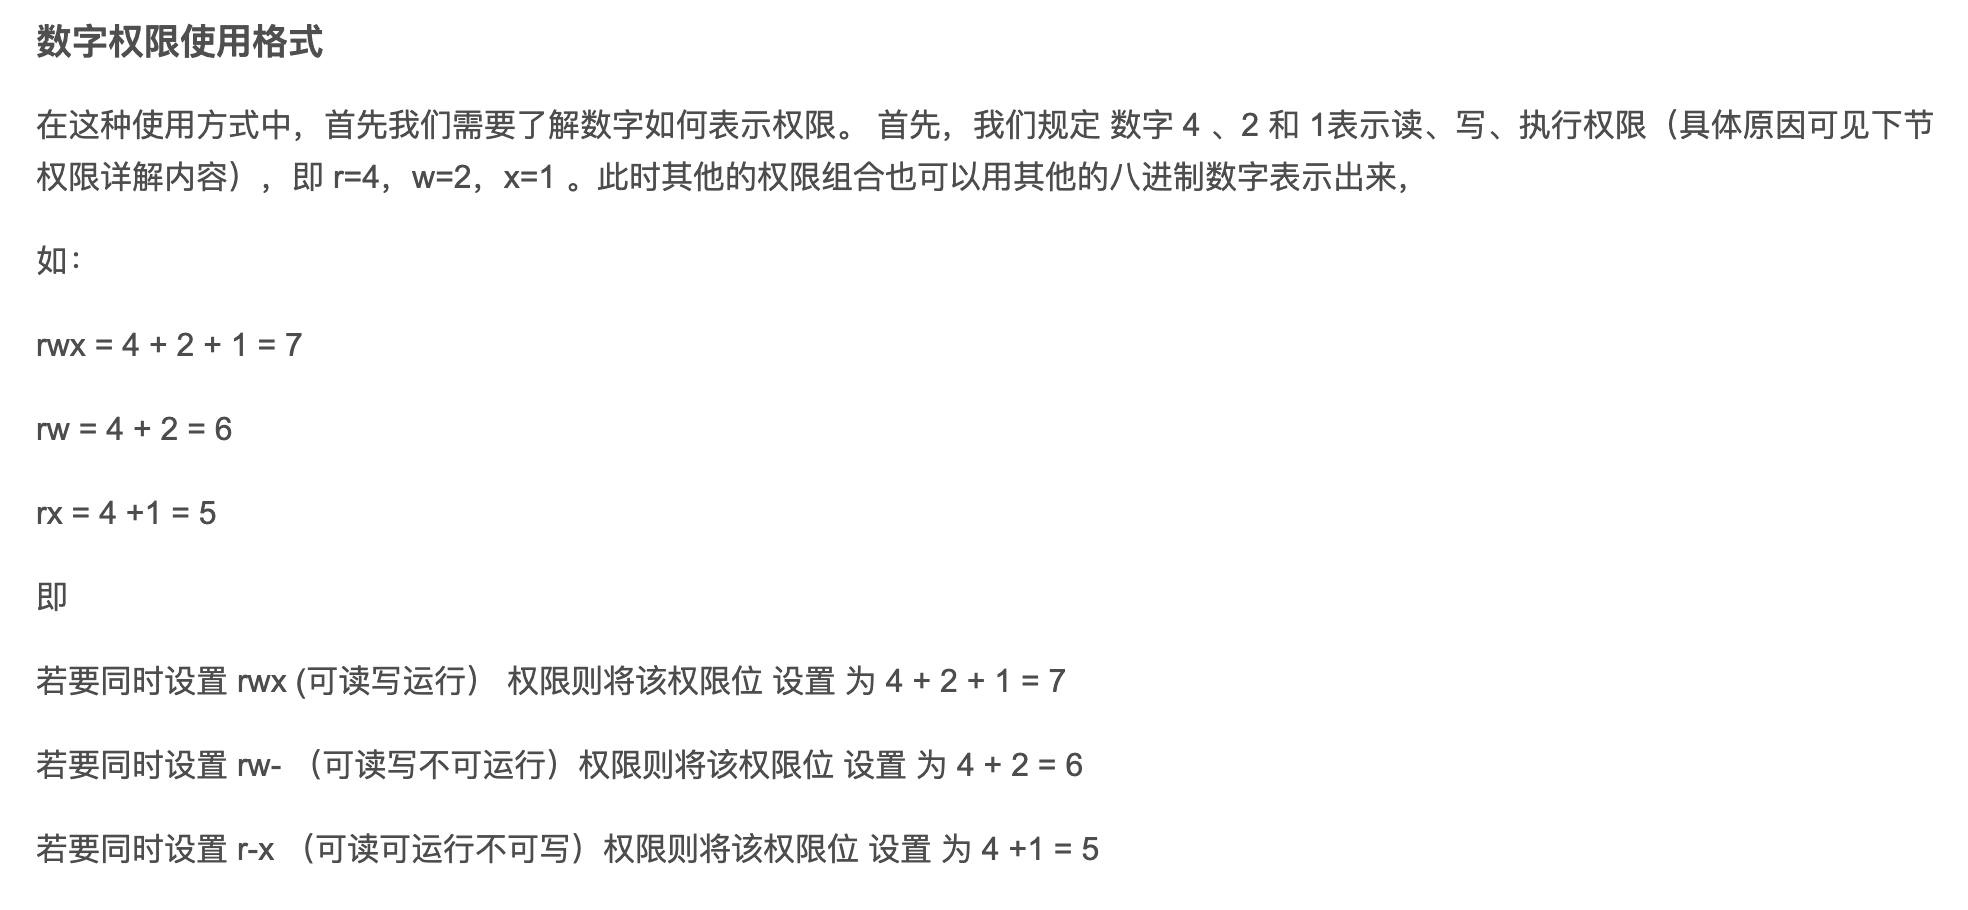 数字权限使用格式
在这种使用方式中，首先我们需要了解数字如何表示权限。 首先，我们规定 数字 4 、2 和 1表示读、写、执行权限（具体原因可见下节
权限详解内容），即 r=4，w=2，x=1 。此时其他的权限组合也可以用其他的八进制数字表示出来，
如：
rwx = 4 + 2 + 1 = 7
rw = 4 + 2 = 6
rx = 4 +1 = 5
即
若要同时设置 rwx (可读写运行） 权限则将该权限位 设置 为 4 + 2 + 1 = 7
若要同时设置 rw- （可读写不可运行）权限则将该权限位 设置 为 4 + 2 = 6
若要同时设置 r-x （可读可运行不可写）权限则将该权限位 设置 为 4 +1 = 5